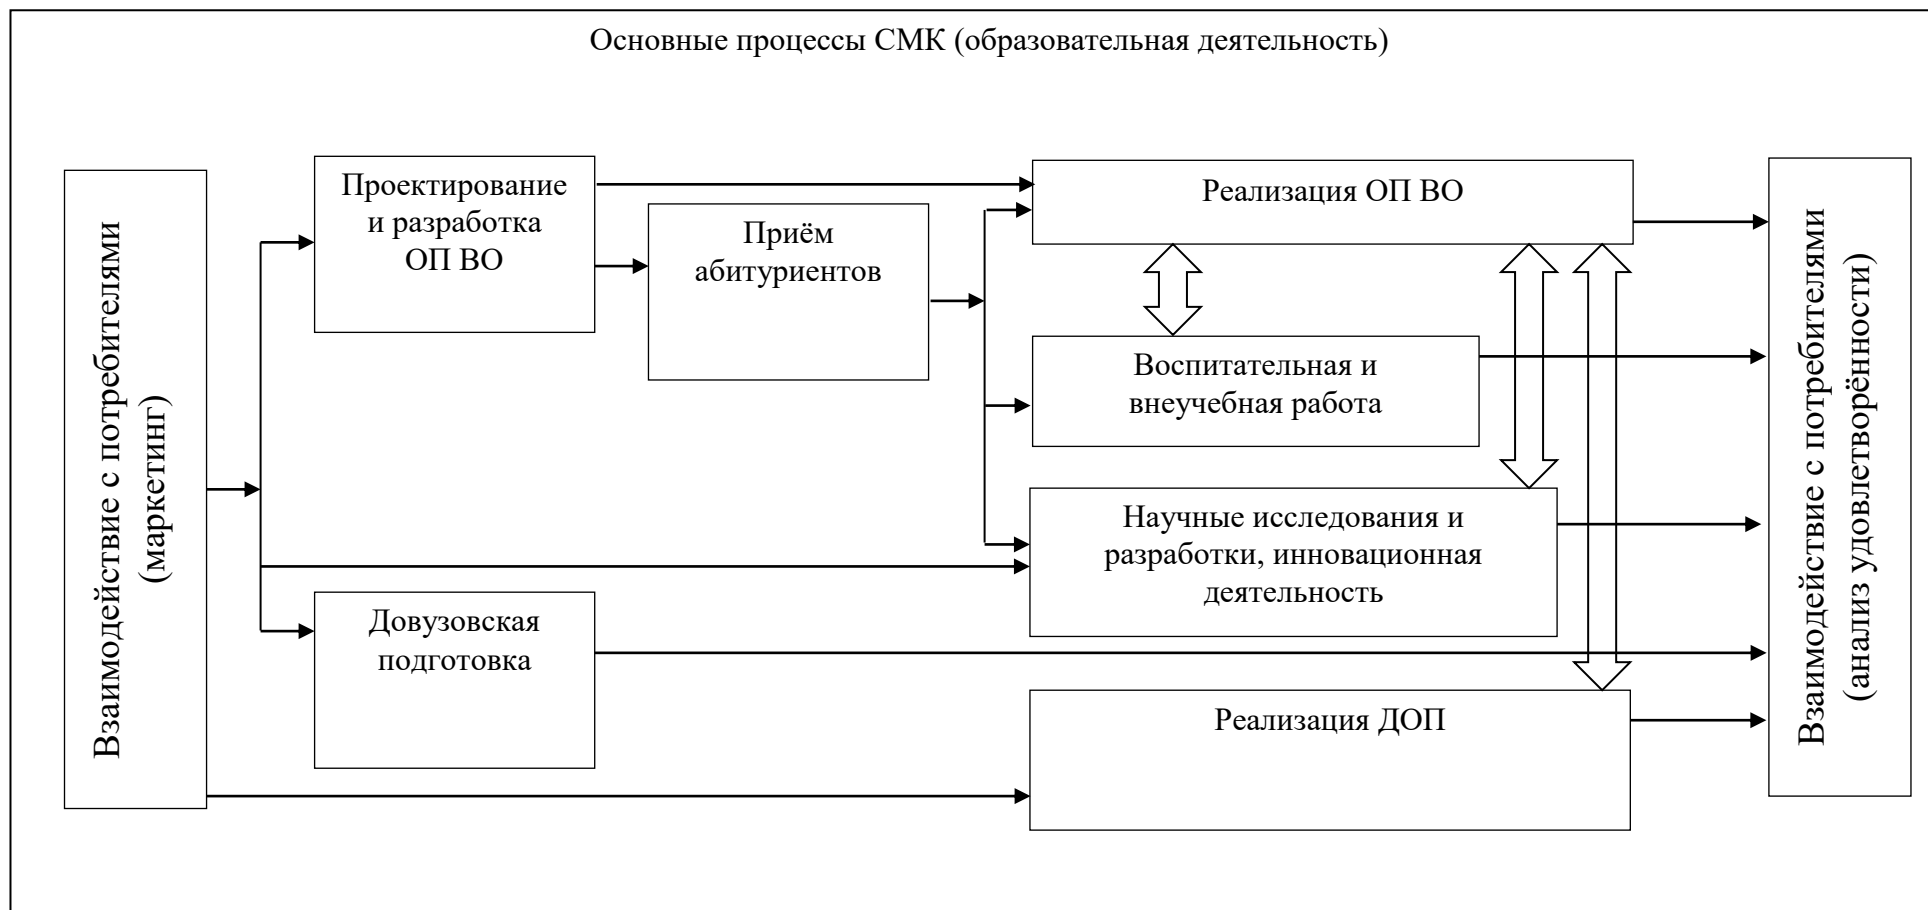 Основные процессы СМК (образовательная деятельность)
Взаимодействие с потребителями
(маркетинг)
Проектирование
и разработка
ОП ВО
Приём
абитуриентов
Довузовская
подготовка
Реализация ОП ВО
Воспитательная и
внеучебная работа
Научные исследования и
разработки, инновационная
деятельность
Реализация ДОП
Взаимодействие с потребителями
(анализ удовлетворённости)